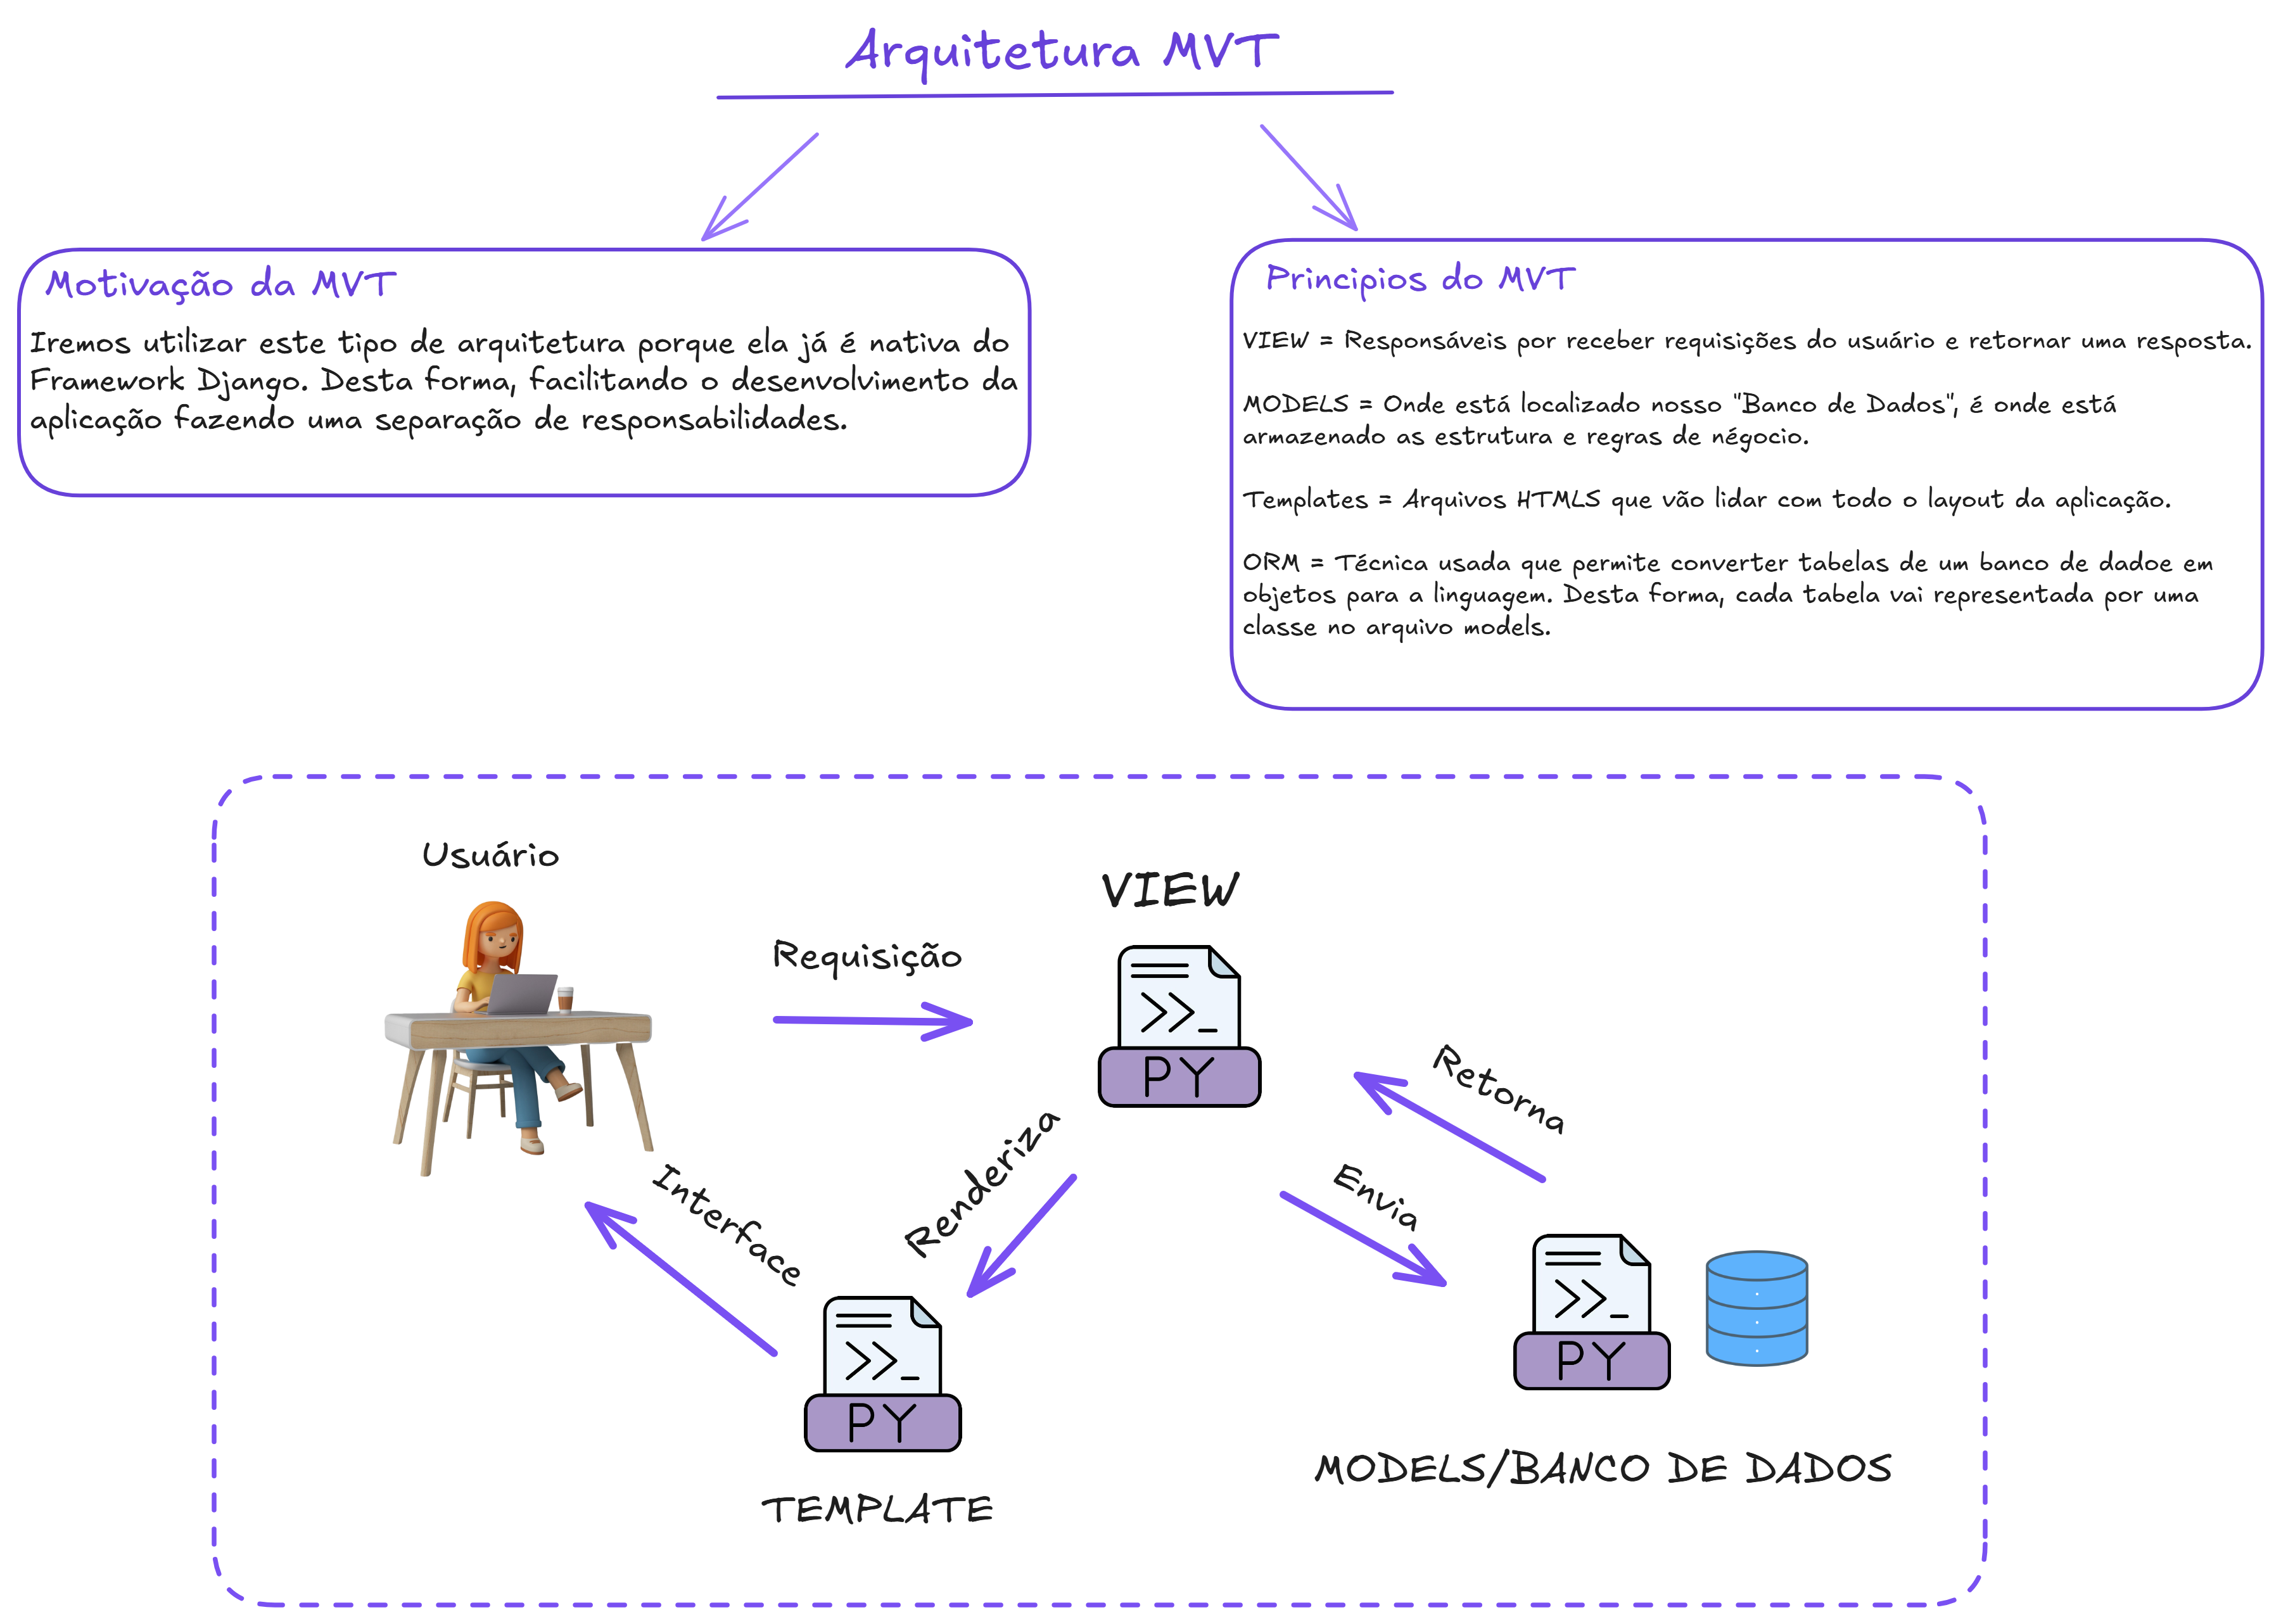 Arquitetura MVT
Motivação da MVT
Iremos utilizar este tipo de arquitetura porque ela já é nativa do
Framework Django. Desta forma, facilitando o desenvolvimento da
aplicação fazendo uma separação de responsabilidades.
Principios do MVT
VIEW = Responsáveis por receber requisições do usuário e retornar uma resposta.
MODELS = Onde está localizado nosso "Banco de Dados", é onde está
armazenado as estrutura e regras de négocio.
Templates = Arquivos HTMLS que vão lidar com todo o layout da aplicação.
ORM = Técnica usada que permite converter tabelas de um banco de dadoe em
objetos para a linguagem. Desta forma, cada tabela vai representada por uma
classe no arquivo models.
Usuário
VIEW
Requisição
PY
Retorna
Renderiza
Envia
Interface
PY
PY
MODELS/BANCO DE DADOS
TEMPLATE